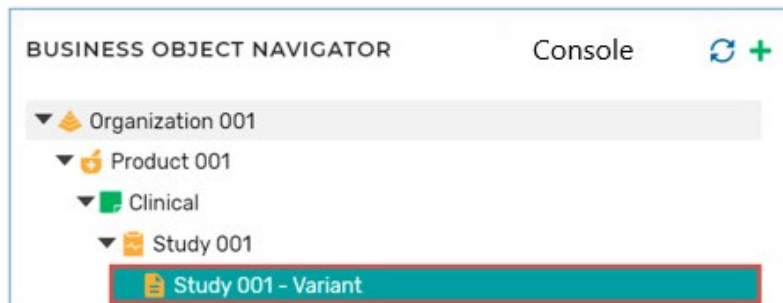 BUSINESS OBJECT NAVIGATOR Console
Organization 001
Product 001
Clinical
Study 001
Study 001 - Variant